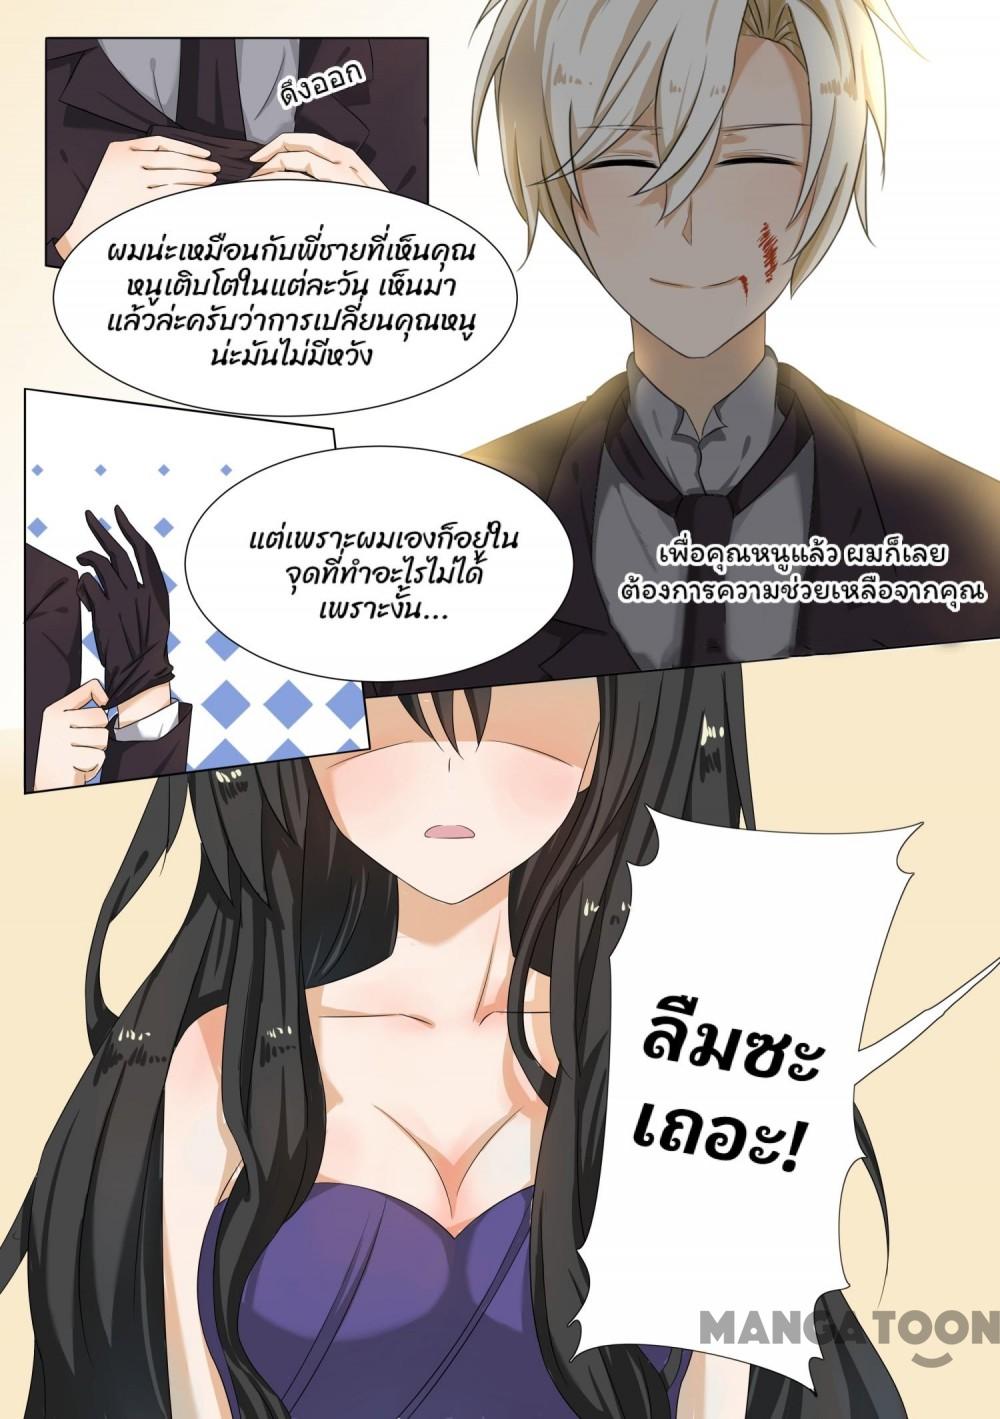 ดึงออก
ผมน่ะเหมือนกับพี่ชายที่เห็นคุณ
หนูเติบโตในแต่ละวัน เห็นมา
แล้วล่ะครับว่าการเปลี่ยนคุณหนู
น่ะมันไม่มีหวัง
แต่เพราะผมเองก็อยู่ใน
จุดที่ทำอะไรไม่ได้
เพราะงั้น...
เพื่อคุณหนูแล้ว ผมก็เลย
ต้องการความช่วยเหลือจากคุณ
ลืมซะ
เถอะ!
MANGATOON